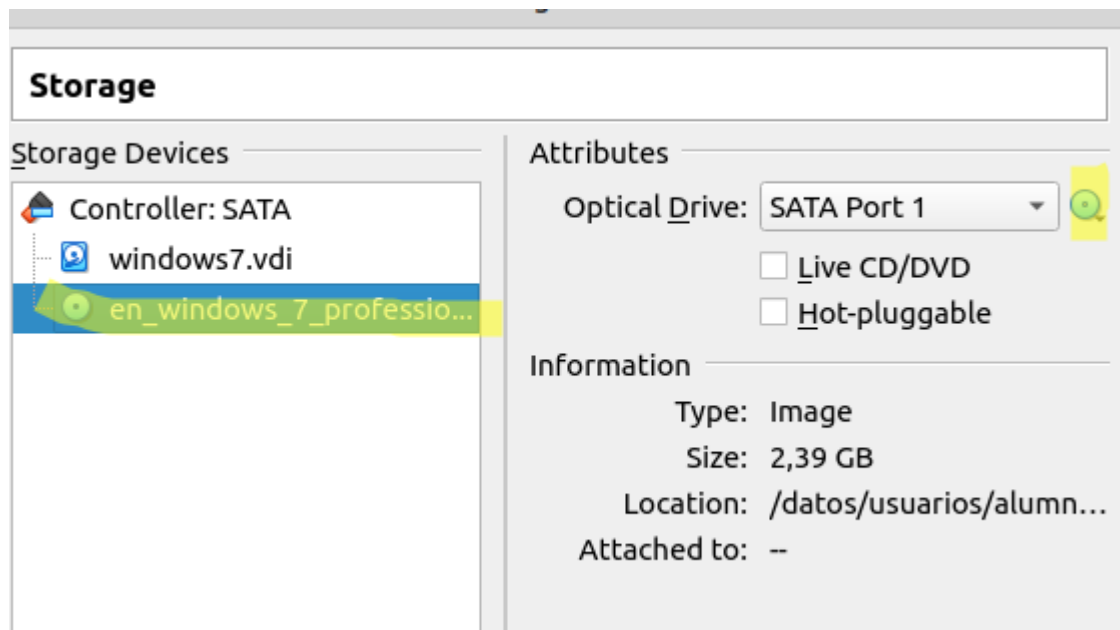 Storage
Storage Devices
Controller: SATA
windows7.vdi
en_windows_7_professio...
Attributes
Optical Drive: SATA Port 1
Live CD/DVD
Hot-pluggable
Information
Type: Image
Size: 2,39 GB
Location: /datos/usuarios/alumn...
Attached to: --